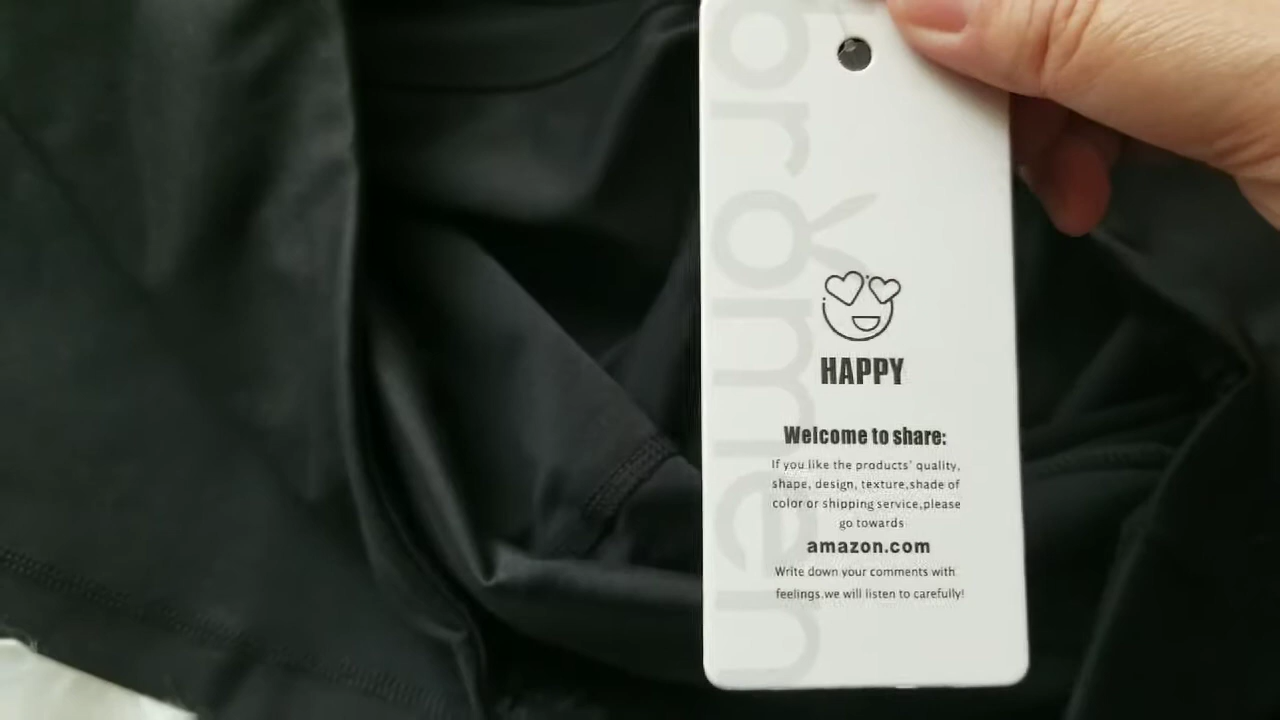 promen
HAPPY
Welcome to share:
If you like the products' quality,
shape, design, texture,shade of
color or shipping service,please
go towards
amazon.com
Write down your comments with
feelings.we will listen to carefully!